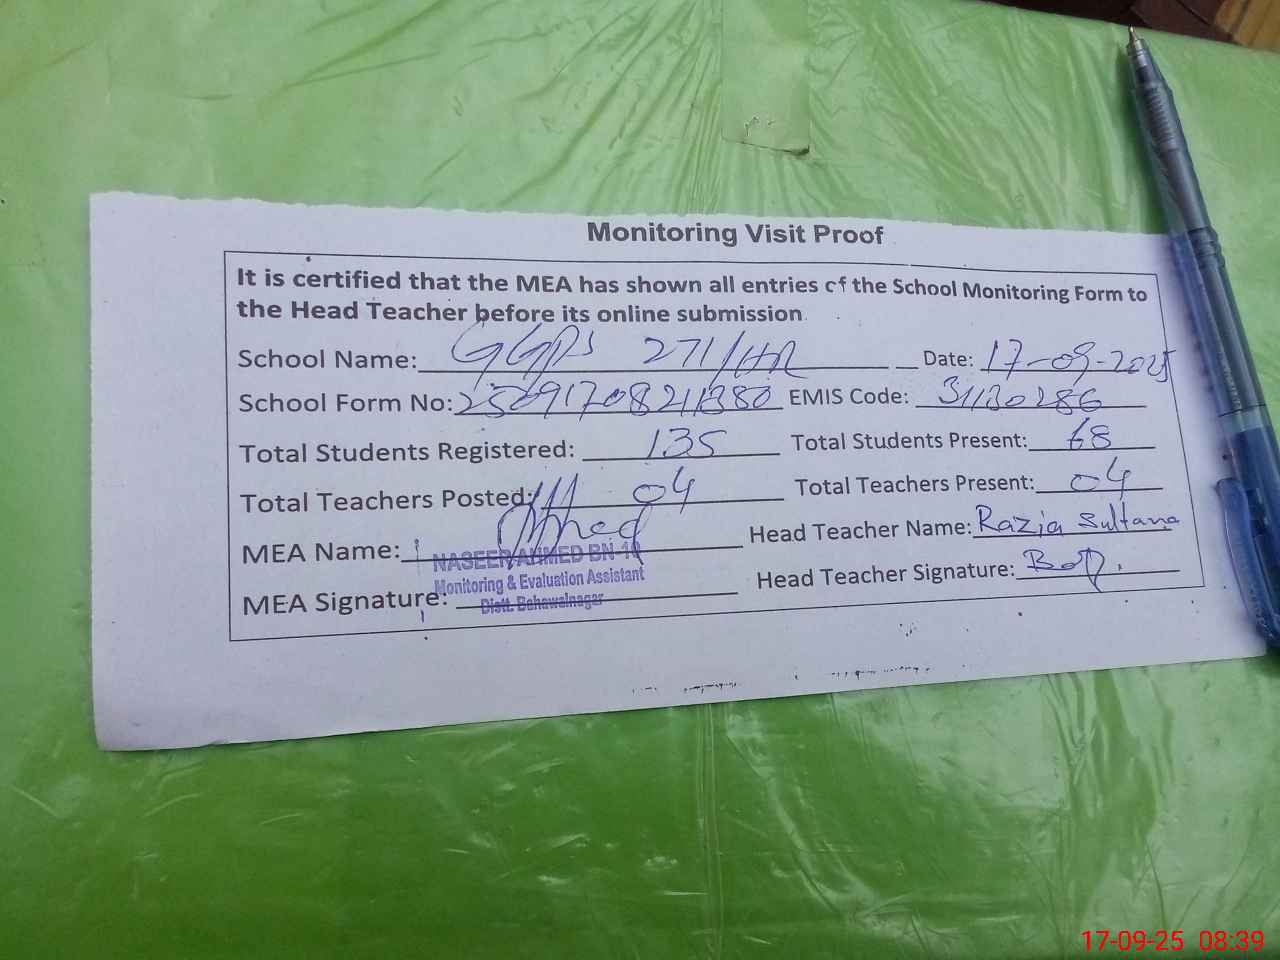 Monitoring Visit Proof
It is certified that the MEA has shown all entries of the School Monitoring Form to
the Head Teacher before its online submission.
School Name: GGPS 271/HR Date: 17-09-2025
School Form No: 25091708211380 EMIS Code: 31130286
Total Students Registered: 135 Total Students Present: 68
Total Teachers Posted: 04 Total Teachers Present: 04
MEA Name: Head Teacher Name: Razia Sultana
NASEER AHMED BN-10
Monitoring & Evaluation Assistant
Distt. Bahawalnagar
MEA Signature: Head Teacher Signature:
17-09-25 08:39